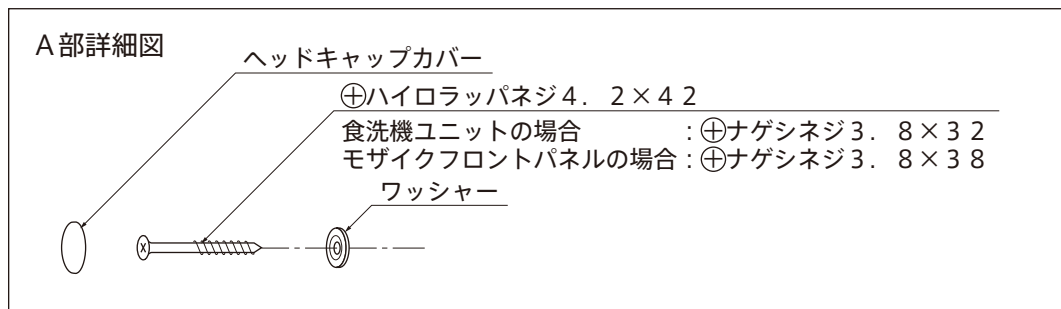 A部詳細図
ヘッドキャップカバー
⊕ハイロラッパネジ4．2×42
食洗機ユニットの場合　　　　：⊕ナゲシネジ3．8×32
モザイクフロントパネルの場合：⊕ナゲシネジ3．8×38
ワッシャー